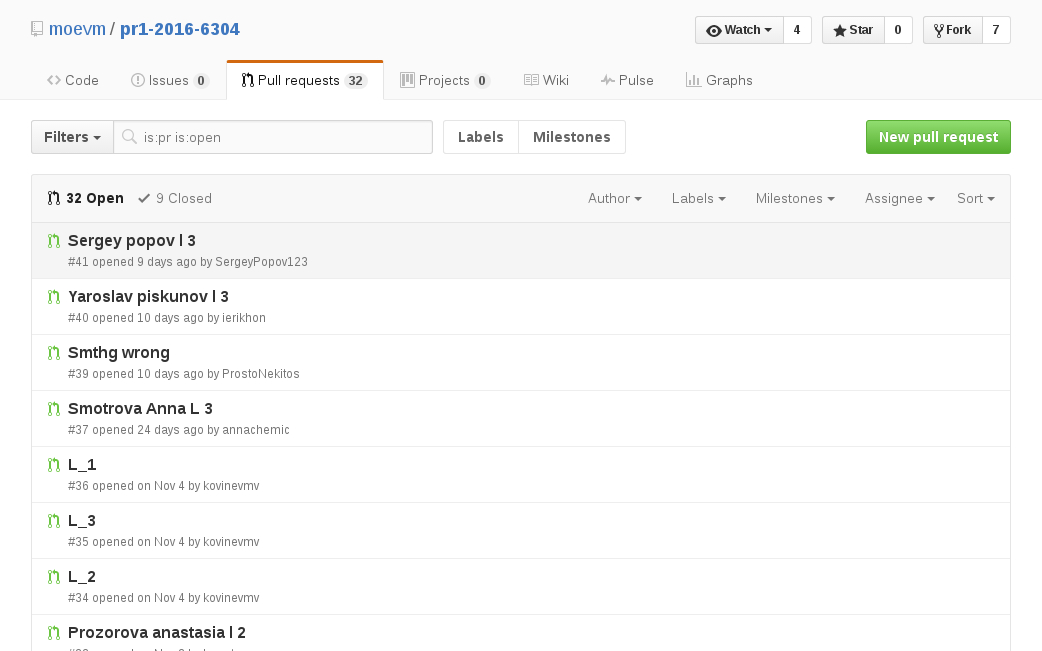 moevm / pr1-2016-6304
Watch 4 Star 0 Fork 7
Code Issues 0 Pull requests 32 Projects 0 Wiki Pulse Graphs
Filters is:pr is:open Labels Milestones New pull request
32 Open 9 Closed Author Labels Milestones Assignee Sort
Sergey popov l 3
#41 opened 9 days ago by SergeyPopov123
Yaroslav piskunov l 3
#40 opened 10 days ago by ierikhon
Smthg wrong
#39 opened 10 days ago by ProstoNekitos
Smotrova Anna L 3
#37 opened 24 days ago by annachemic
L_1
#36 opened on Nov 4 by kovinevmv
L_3
#35 opened on Nov 4 by kovinevmv
L_2
#34 opened on Nov 4 by kovinevmv
Prozorova anastasia l 2